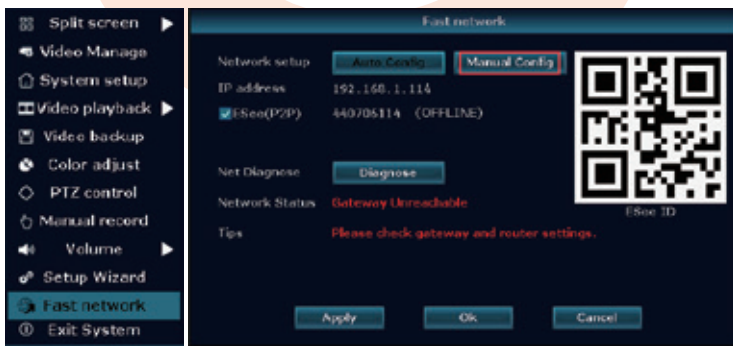 Split screen
Video Manage
System setup
Video playback
Video backup
Color adjust
PTZ control
Manual record
Volume
Setup Wizard
Fast network
Exit System
Fast network
Network setup Auto Config Manual Config
IP address 192.168.1.114
ESee(P2P) 440706114 (OFFLINE)
Net Diagnose Diagnose
Network Status Gateway Unreachable
Tips Please check gateway and router settings.
ESee ID
Apply Ok Cancel